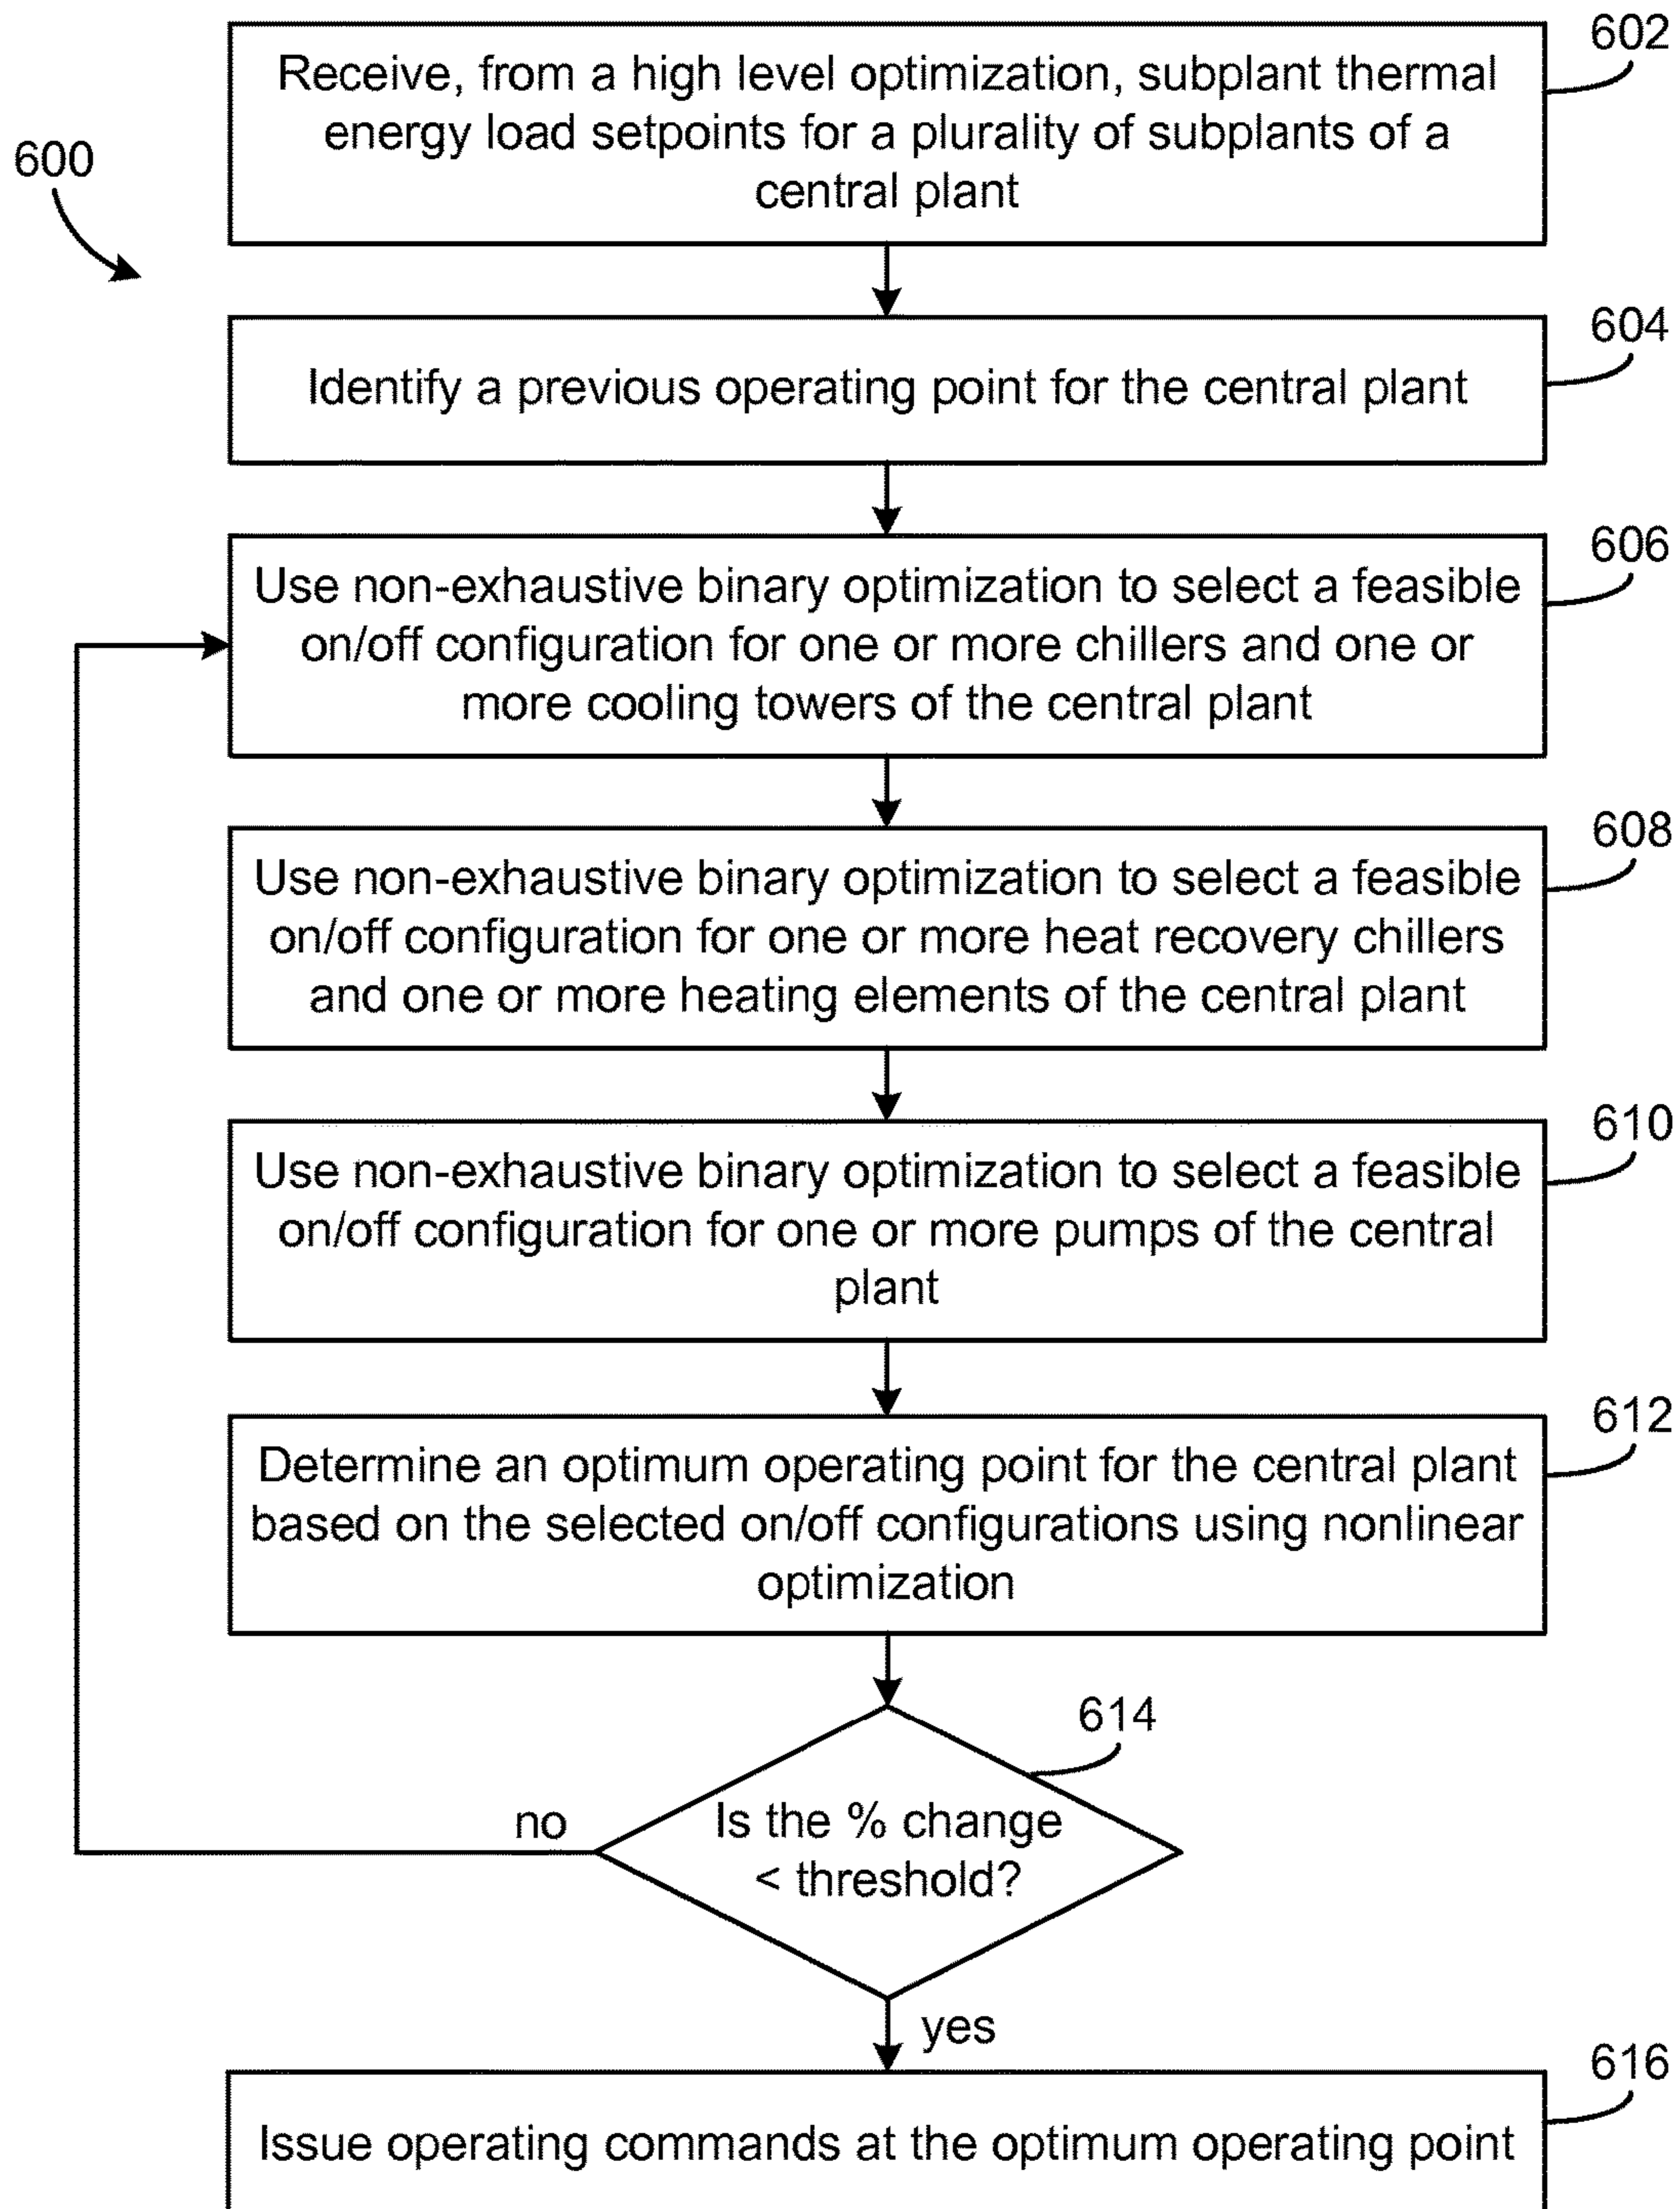 602
Receive, from a high level optimization, subplant thermal
energy load setpoints for a plurality of subplants of a
central plant
600
604
Identify a previous operating point for the central plant
606
Use non-exhaustive binary optimization to select a feasible
on/off configuration for one or more chillers and one or
more cooling towers of the central plant
608
Use non-exhaustive binary optimization to select a feasible
on/off configuration for one or more heat recovery chillers
and one or more heating elements of the central plant
610
Use non-exhaustive binary optimization to select a feasible
on/off configuration for one or more pumps of the central
plant
612
Determine an optimum operating point for the central plant
based on the selected on/off configurations using nonlinear
optimization
614
no
Is the % change
< threshold?
yes
616
Issue operating commands at the optimum operating point